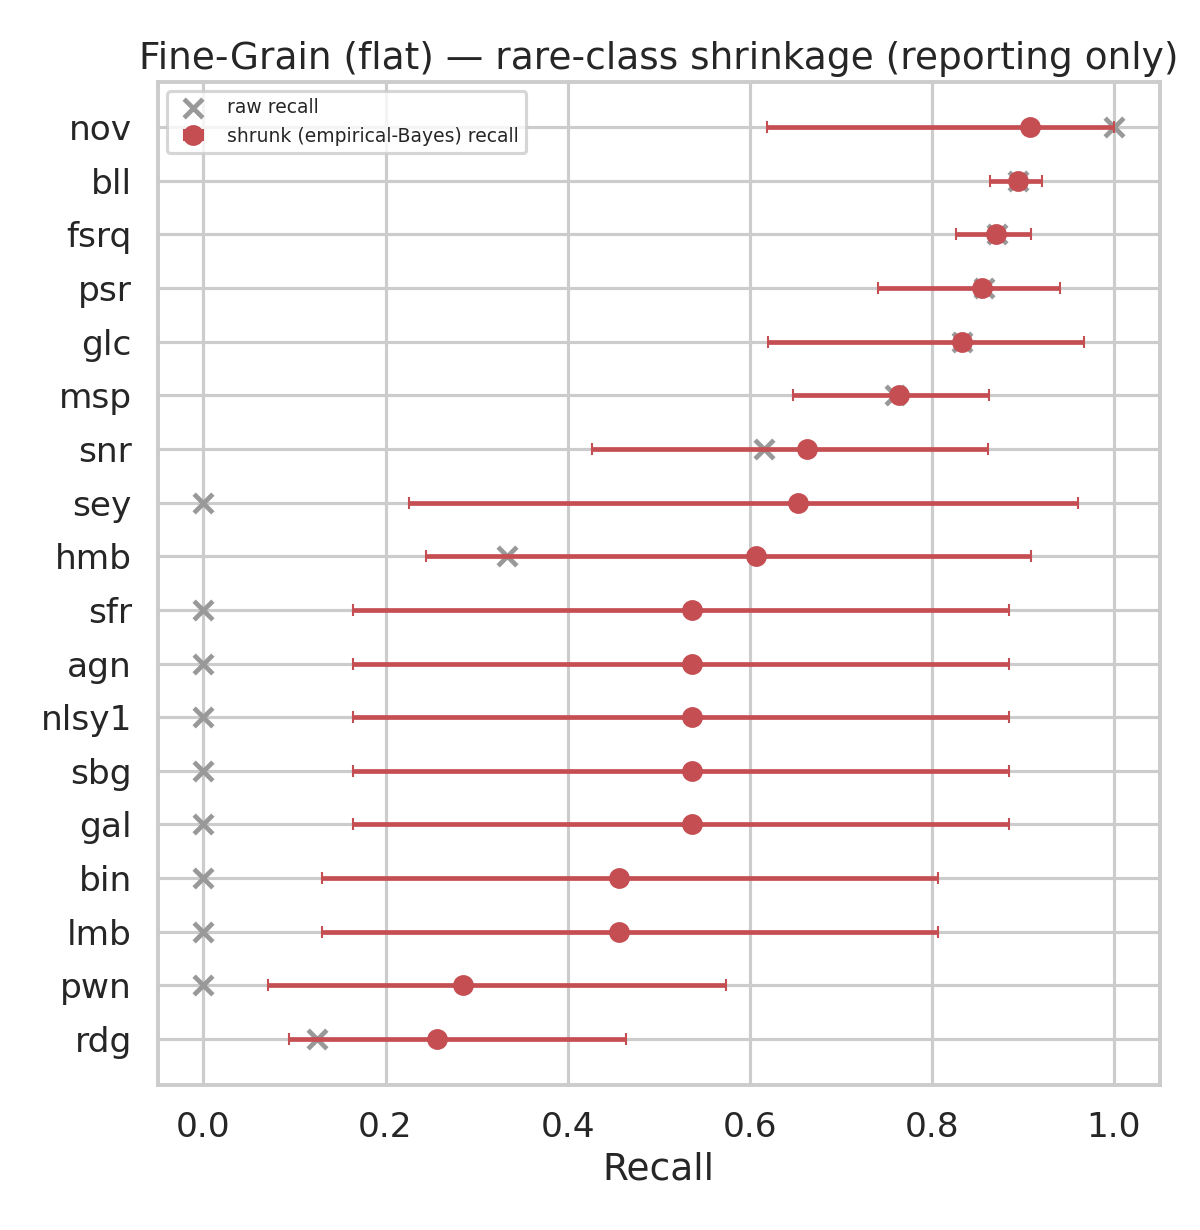 Fine-Grain (flat) — rare-class shrinkage (reporting only)
raw recall
shrunk (empirical-Bayes) recall
nov
bll
fsrq
psr
glc
msp
snr
sey
hmb
sfr
agn
nlsy1
sbg
gal
bin
lmb
pwn
rdg
0.0 0.2 0.4 0.6 0.8 1.0
Recall